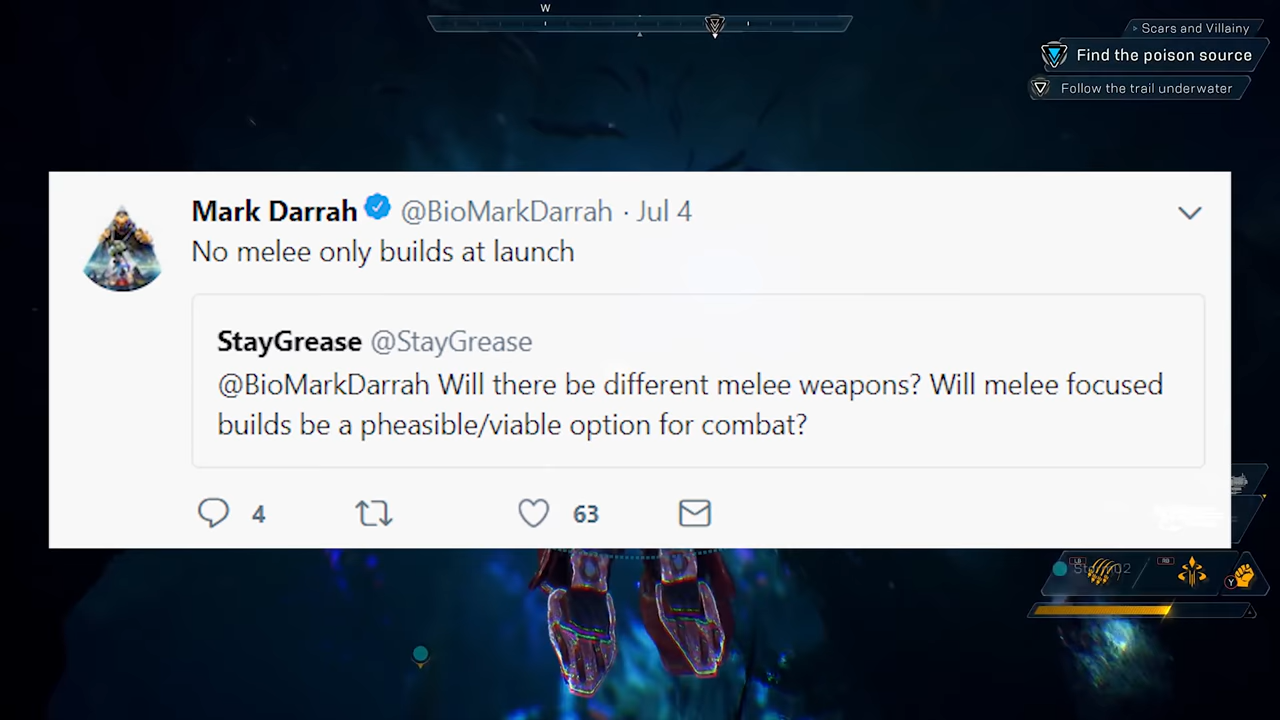 W
Scars and Villainy
Find the poison source
Follow the trail underwater
Mark Darrah @BioMarkDarrah · Jul 4
No melee only builds at launch
StayGrease @StayGrease
@BioMarkDarrah Will there be different melee weapons? Will melee focused
builds be a pheasible/viable option for combat?
4
63
LB
RB
Y